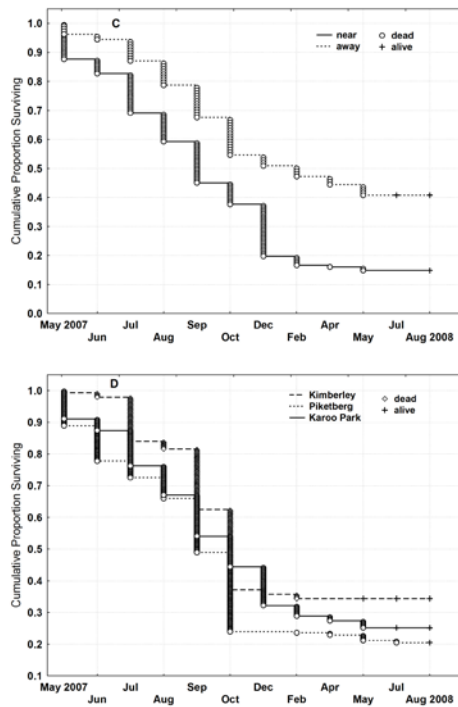 C
near
away
dead
alive
Cumulative Proportion Surviving
1.0
0.9
0.8
0.7
0.6
0.5
0.4
0.3
0.2
0.1
0.0
May 2007 Jul Sep Dec Apr Jul
Jun Aug Oct Feb May Aug 2008
D
Kimberley
Piketberg
Karoo Park
dead
alive
Cumulative Proportion Surviving
1.0
0.9
0.8
0.7
0.6
0.5
0.4
0.3
0.2
0.1
May 2007 Jul Sep Dec Apr Jul
Jun Aug Oct Feb May Aug 2008